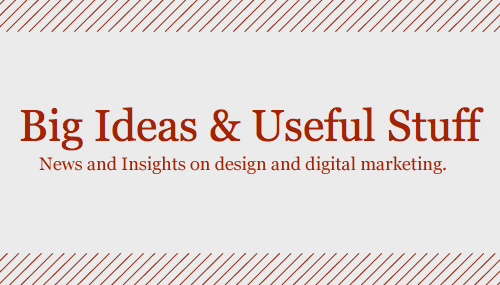 Big Ideas & Useful Stuff
News and Insights on design and digital marketing.